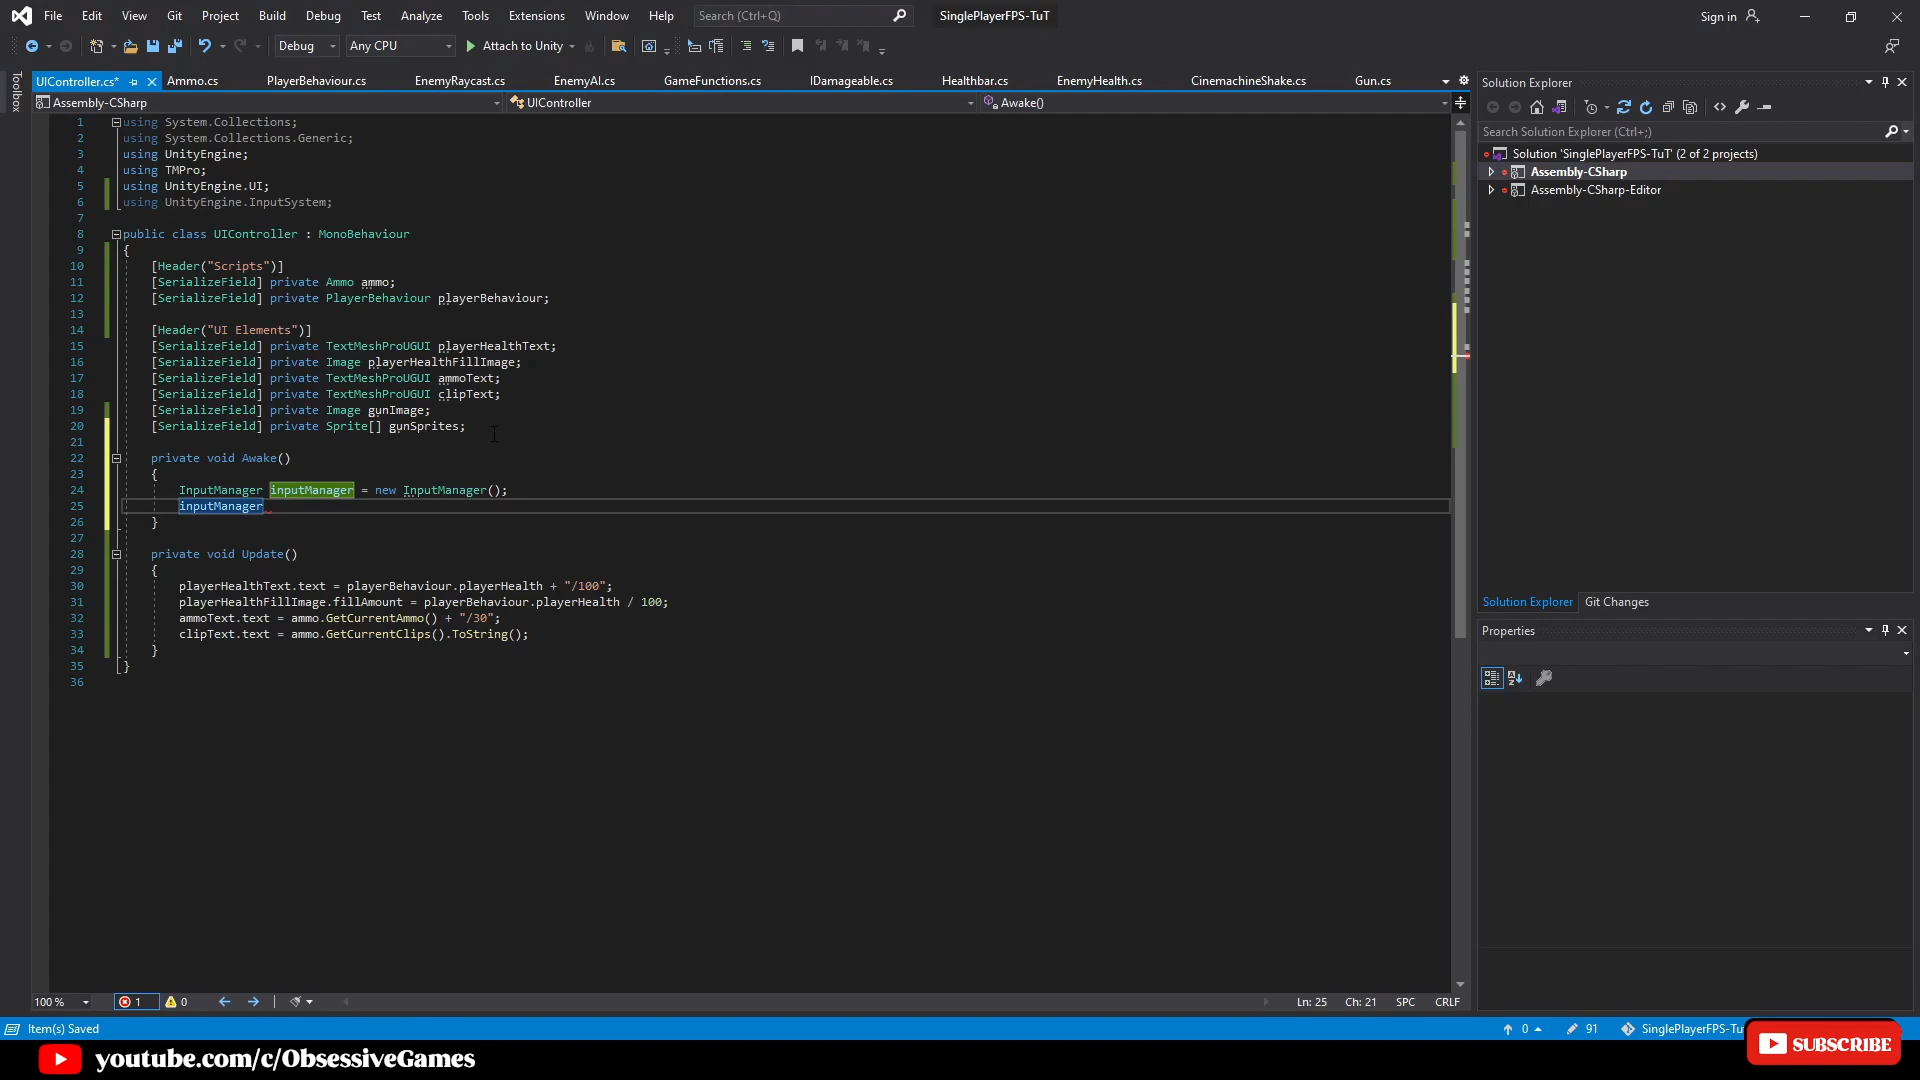 File Edit View Git Project Build Debug Test Analyze Tools Extensions Window Help Search (Ctrl+Q) SinglePlayerFPS-TuT Sign in
Debug Any CPU Attach to Unity
Toolbox
UIController.cs* Ammo.cs PlayerBehaviour.cs EnemyRaycast.cs EnemyAI.cs GameFunctions.cs IDamageable.cs Healthbar.cs EnemyHealth.cs CinemachineShake.cs Gun.cs
Assembly-CSharp UIController Awake()
1 using System.Collections;
2 using System.Collections.Generic;
3 using UnityEngine;
4 using TMPro;
5 using UnityEngine.UI;
6 using UnityEngine.InputSystem;
7
8 public class UIController : MonoBehaviour
9 {
10 [Header("Scripts")]
11 [SerializeField] private Ammo ammo;
12 [SerializeField] private PlayerBehaviour playerBehaviour;
13
14 [Header("UI Elements")]
15 [SerializeField] private TextMeshProUGUI playerHealthText;
16 [SerializeField] private Image playerHealthFillImage;
17 [SerializeField] private TextMeshProUGUI ammoText;
18 [SerializeField] private TextMeshProUGUI clipText;
19 [SerializeField] private Image gunImage;
20 [SerializeField] private Sprite[] gunSprites;
21
22 private void Awake()
23 {
24 InputManager inputManager = new InputManager();
25 inputManager
26 }
27
28 private void Update()
29 {
30 playerHealthText.text = playerBehaviour.playerHealth + "/100";
31 playerHealthFillImage.fillAmount = playerBehaviour.playerHealth / 100;
32 ammoText.text = ammo.GetCurrentAmmo() + "/30";
33 clipText.text = ammo.GetCurrentClips().ToString();
34 }
35 }
36
100 % 1 0 Ln: 25 Ch: 21 SPC CRLF
Solution Explorer
Search Solution Explorer (Ctrl+;)
Solution 'SinglePlayerFPS-TuT' (2 of 2 projects)
Assembly-CSharp
Assembly-CSharp-Editor
Solution Explorer Git Changes
Properties
Item(s) Saved 0 91 SinglePlayerFPS-Tu
youtube.com/c/ObsessiveGames
SUBSCRIBE